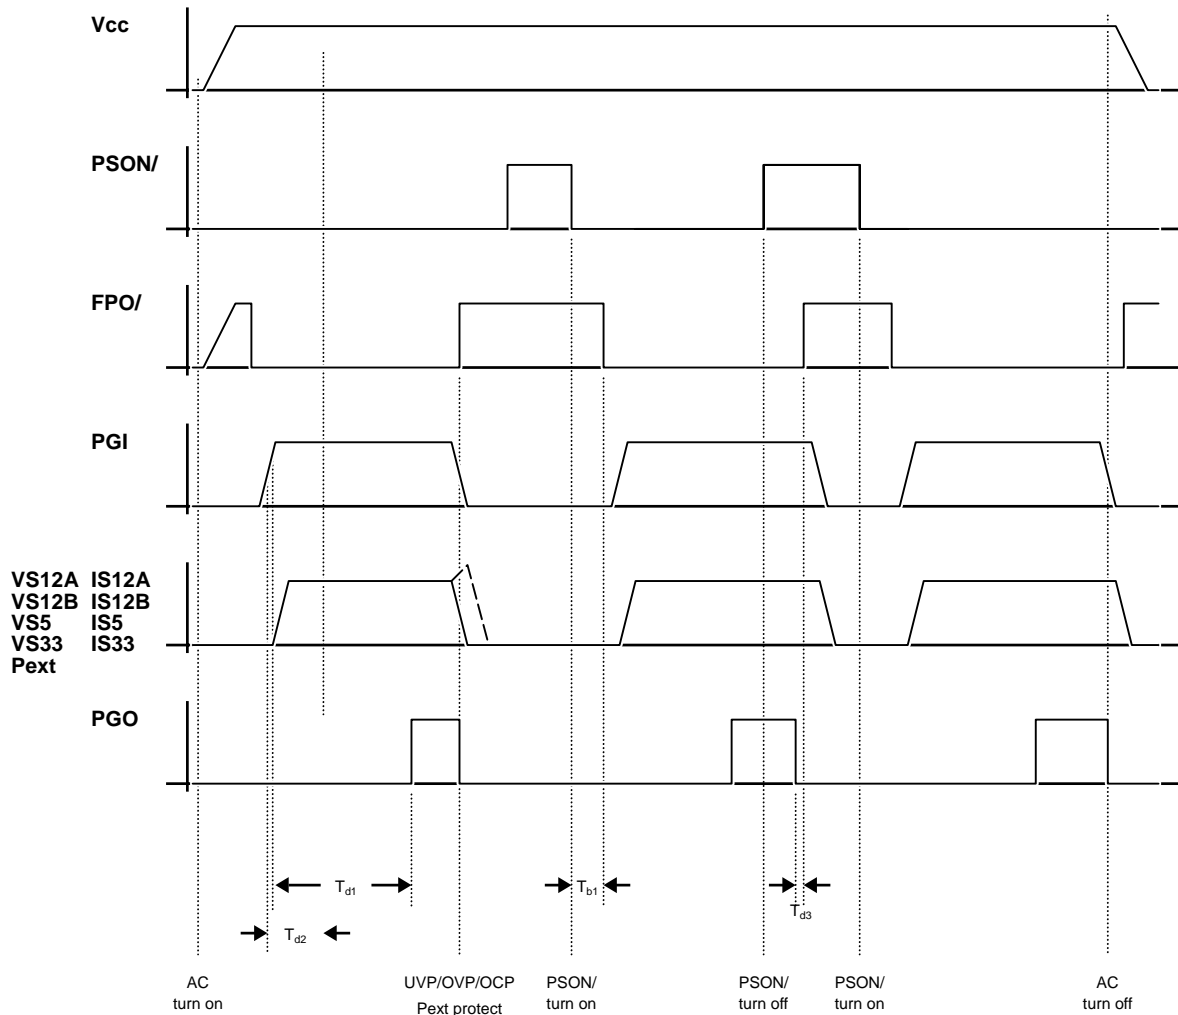 Vcc
PSON/
FPO/
PGI
VS12A IS12A
VS12B IS12B
VS5 IS5
VS33 IS33
Pext
PGO
Td1
Tb1
Td3
Td2
AC
turn on
UVP/OVP/OCP
Pext protect
PSON/
turn on
PSON/
turn off
PSON/
turn on
AC
turn off